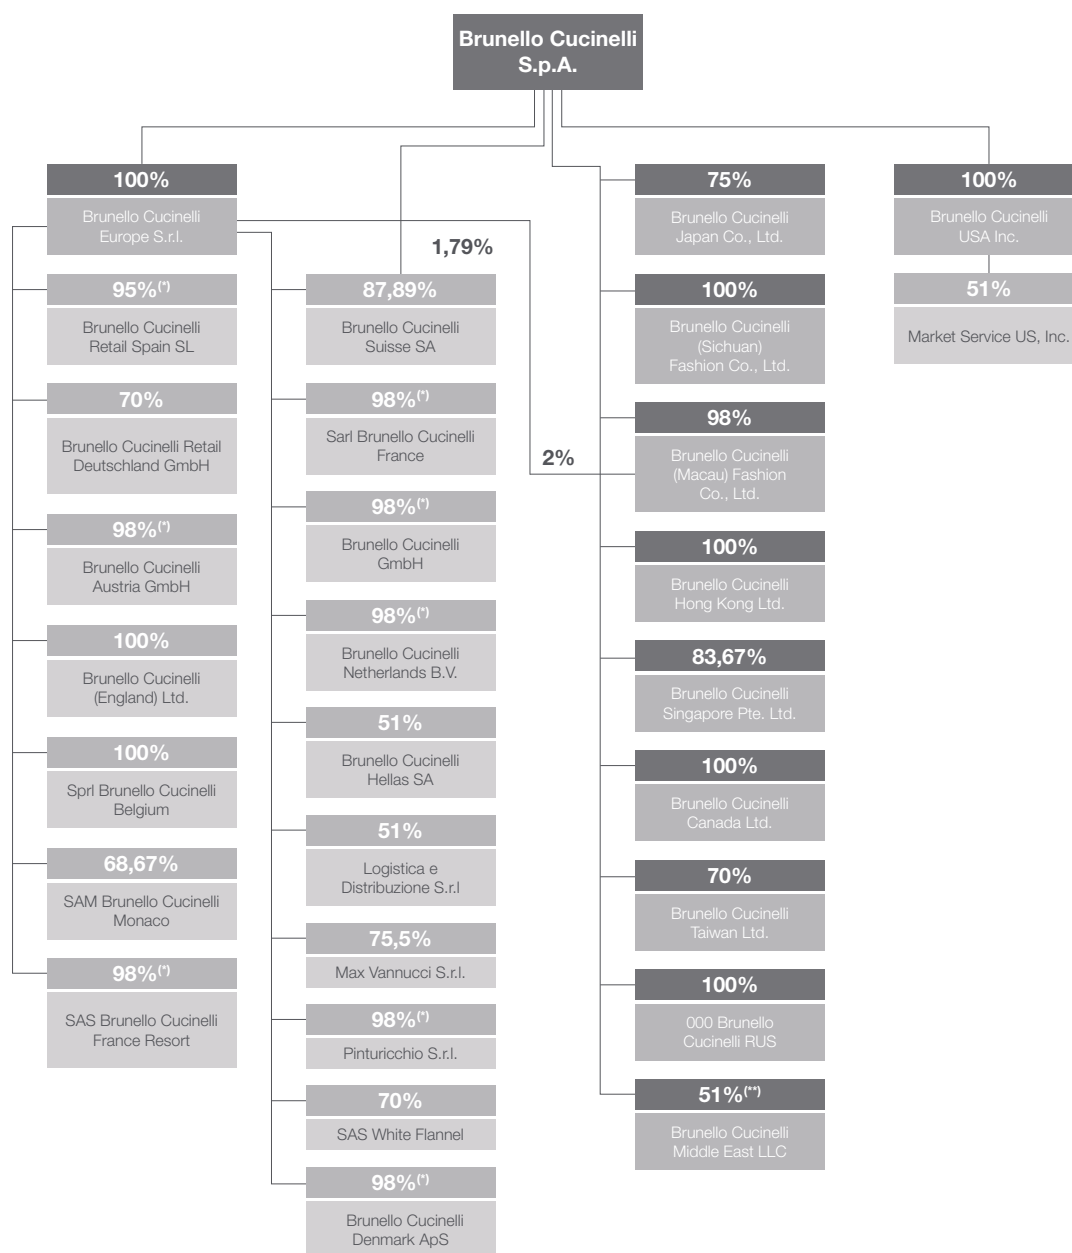 Brunello Cucinelli
S.p.A.
100%
Brunello Cucinelli
Europe S.r.l.
95%(*)
Brunello Cucinelli
Retail Spain SL
70%
Brunello Cucinelli Retail
Deutschland GmbH
98%(*)
Brunello Cucinelli
Austria GmbH
100%
Brunello Cucinelli
(England) Ltd.
100%
Sprl Brunello Cucinelli
Belgium
68,67%
SAM Brunello Cucinelli
Monaco
98%(*)
SAS Brunello Cucinelli
France Resort
1,79%
87,89%
Brunello Cucinelli
Suisse SA
98%(*)
Sarl Brunello Cucinelli
France
98%(*)
Brunello Cucinelli
GmbH
98%(*)
Brunello Cucinelli
Netherlands B.V.
51%
Brunello Cucinelli
Hellas SA
51%
Logistica e
Distribuzione S.r.l
75,5%
Max Vannucci S.r.l.
98%(*)
Pinturicchio S.r.l.
70%
SAS White Flannel
98%(*)
Brunello Cucinelli
Denmark ApS
2%
75%
Brunello Cucinelli
Japan Co., Ltd.
100%
Brunello Cucinelli
(Sichuan)
Fashion Co., Ltd.
98%
Brunello Cucinelli
(Macau) Fashion
Co., Ltd.
100%
Brunello Cucinelli
Hong Kong Ltd.
83,67%
Brunello Cucinelli
Singapore Pte. Ltd.
100%
Brunello Cucinelli
Canada Ltd.
70%
Brunello Cucinelli
Taiwan Ltd.
100%
000 Brunello
Cucinelli RUS
51%(**)
Brunello Cucinelli
Middle East LLC
100%
Brunello Cucinelli
USA Inc.
51%
Market Service US, Inc.